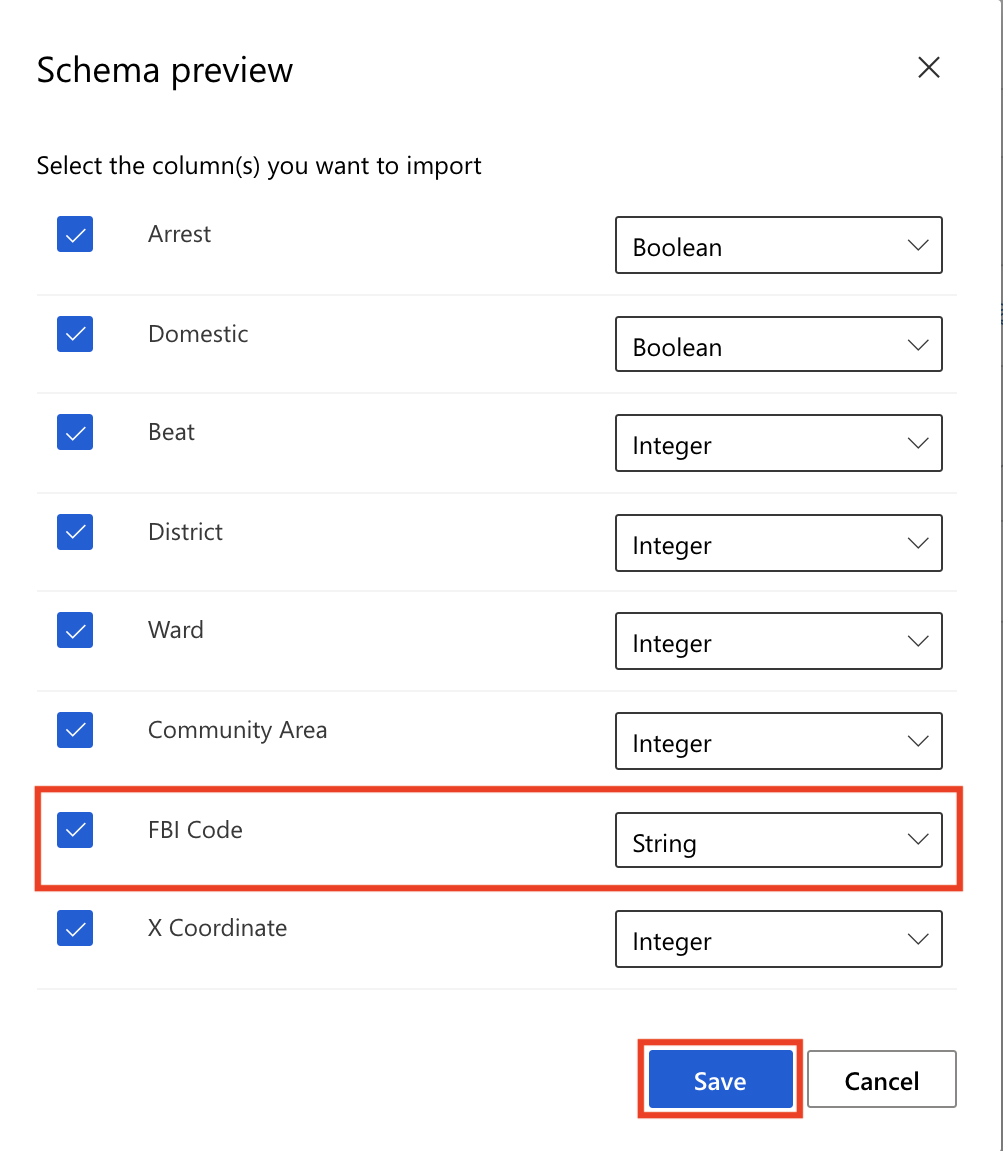 Schema preview
Select the column(s) you want to import
Arrest
Boolean
Domestic
Boolean
Beat
Integer
District
Integer
Ward
Integer
Community Area
Integer
FBI Code
String
X Coordinate
Integer
Save
Cancel